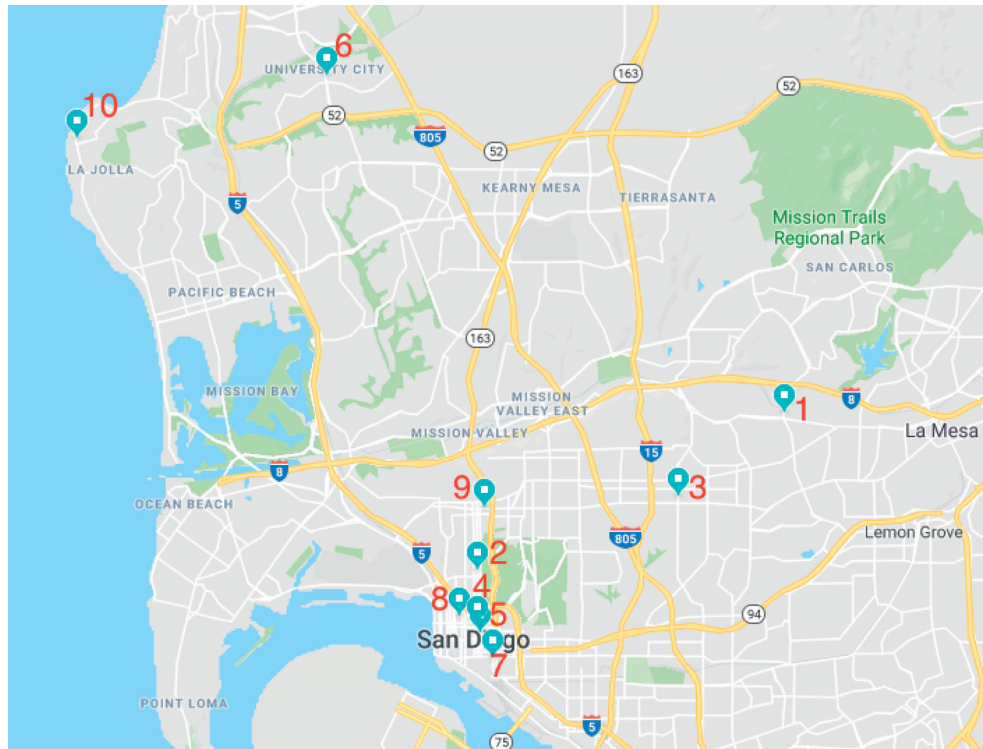 6
UNIVERSITY CITY
163
52
10
52
805
52
LA JOLLA
KEARNY MESA
TIERRASANTA
5
Mission Trails
Regional Park
SAN CARLOS
PACIFIC BEACH
163
MISSION BAY
MISSION
VALLEY EAST
1
8
MISSION VALLEY
La Mesa
15
8
9
3
OCEAN BEACH
805
Lemon Grove
5
2
4
8
5
94
San Diego
7
POINT LOMA
5
75